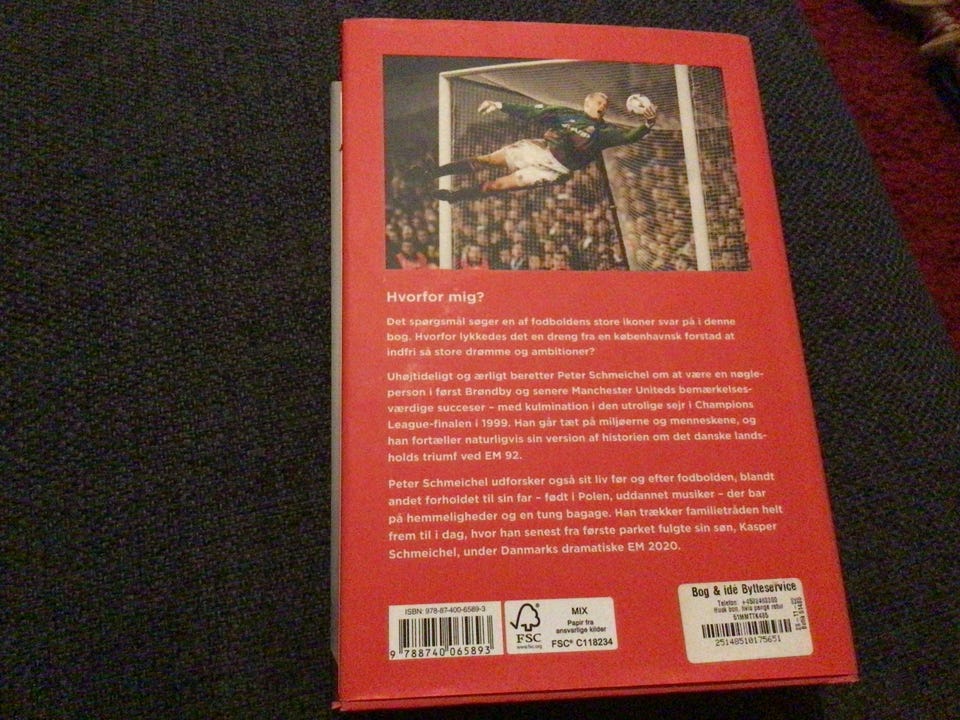 Hvorfor mig?
Det spørgsmål søger en af fodboldens store ikoner svar på i denne
bog. Hvorfor lykkedes det en dreng fra en københavnsk forstad at
indfri så store drømme og ambitioner?
Uhøjtideligt og ærligt beretter Peter Schmeichel om at være en nøgle-
person i først Brøndby og senere Manchester Uniteds bemærkelses-
værdige succeser – med kulmination i den utrolige sejr i Champions
League-finalen i 1999. Han går tæt på miljøerne og menneskene, og
han fortæller naturligvis sin version af historien om det danske lands-
holds triumf ved EM 92.
Peter Schmeichel udforsker også sit liv før og efter fodbolden, blandt
andet forholdet til sin far – født i Polen, uddannet musiker – der bar
på hemmeligheder og en tung bagage. Han trækker familietråden helt
frem til i dag, hvor han senest fra første parket fulgte sin søn, Kasper
Schmeichel, under Danmarks dramatiske EM 2020.
ISBN: 978-87-400-6589-3
9 788740 065893
FSC
www.fsc.org
MIX
Papir fra
ansvarlige kilder
FSC® C118234
Bog & idé Bytteservice
Telefon:
Husk bon, hvis penge retur
51MMTTK485
25148510175651